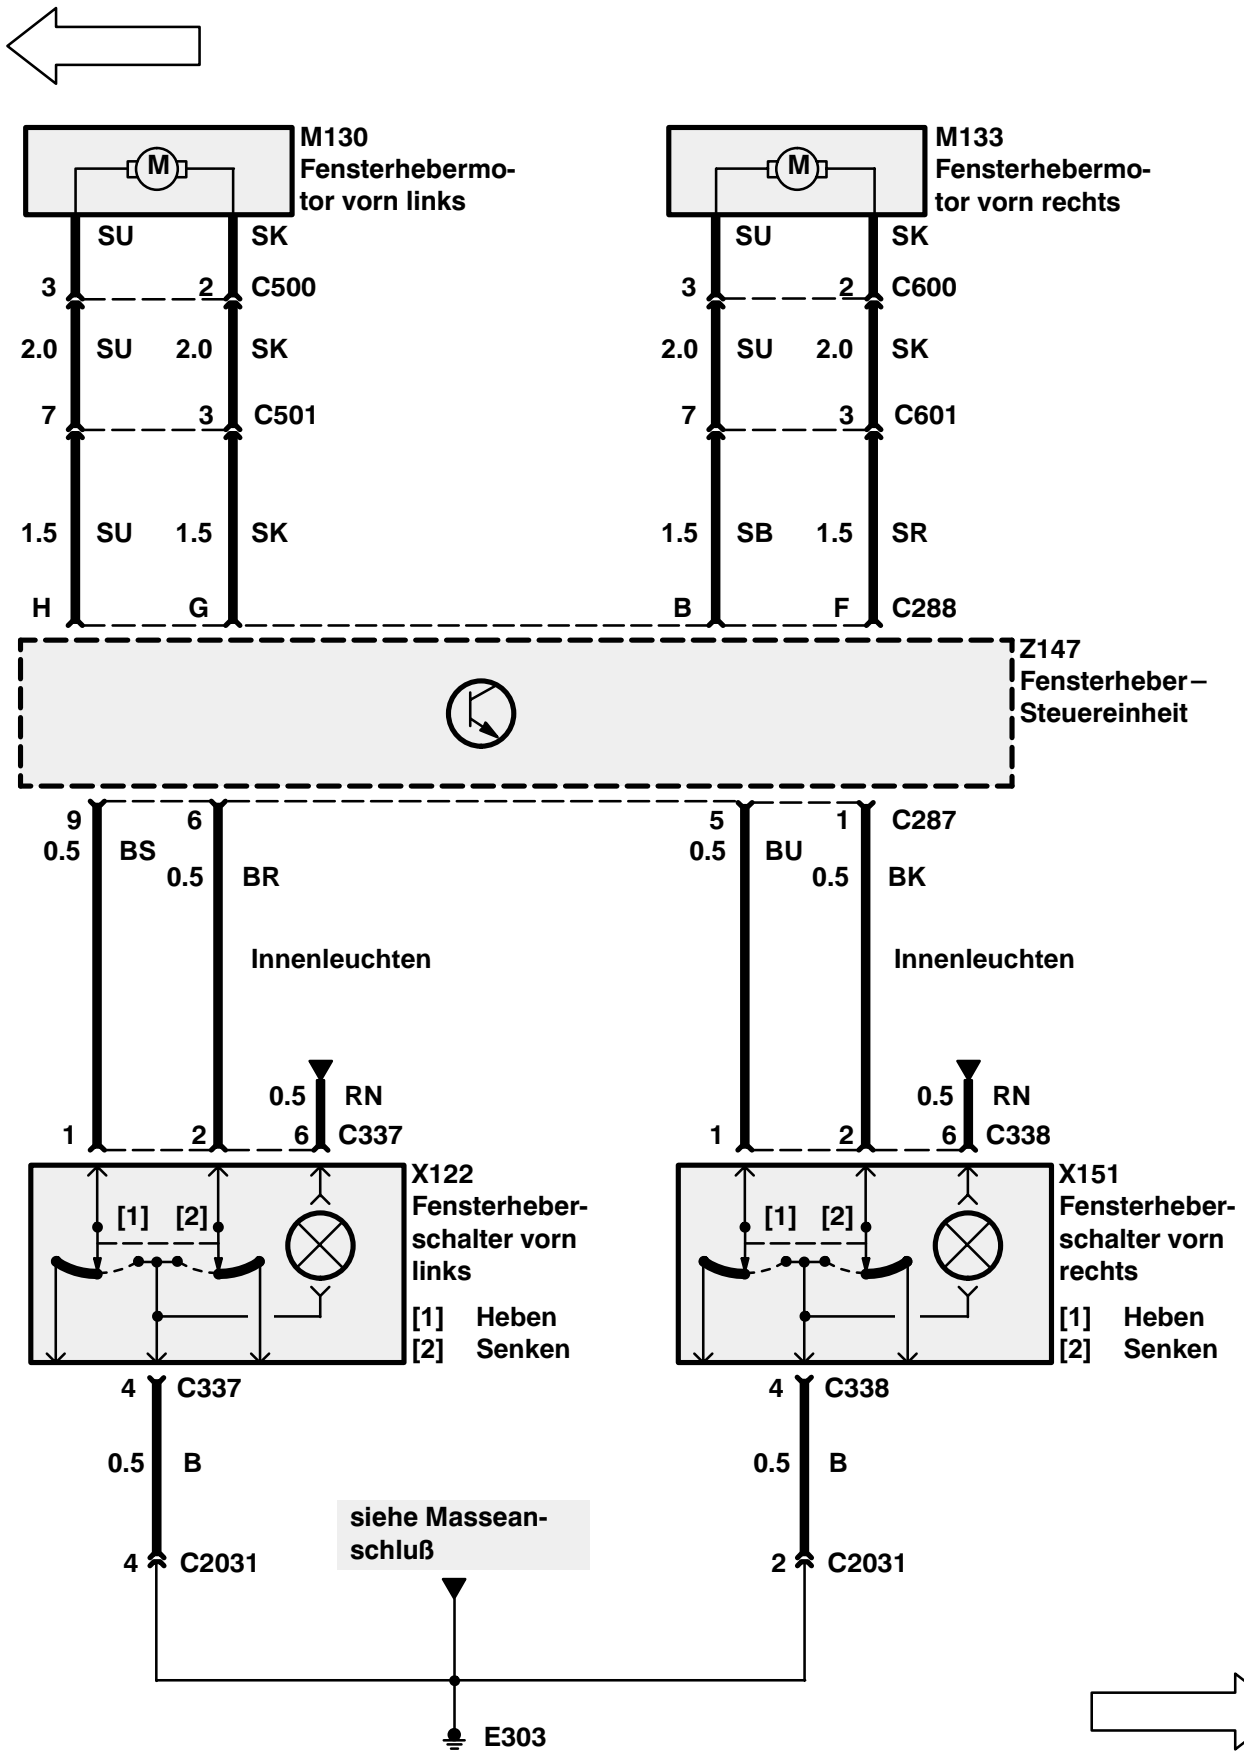 M130
Fensterhebermo-
tor vorn links
M
M133
Fensterhebermo-
tor vorn rechts
M
SU SK SU SK
3 2 C500 3 2 C600
2.0 SU 2.0 SK 2.0 SU 2.0 SK
7 3 C501 7 3 C601
1.5 SU 1.5 SK 1.5 SB 1.5 SR
H G B F C288
Z147
Fensterheber–
Steuereinheit
9 6 5 1 C287
0.5 BS 0.5 BU
0.5 BR 0.5 BK
Innenleuchten Innenleuchten
0.5 RN 0.5 RN
1 2 6 C337 1 2 6 C338
X122
Fensterheber-
schalter vorn
links
[1] Heben
[2] Senken
[1] [2]
X151
Fensterheber-
schalter vorn
rechts
[1] Heben
[2] Senken
[1] [2]
4 C337 4 C338
0.5 B 0.5 B
siehe Massean-
schluß
4 C2031 2 C2031
E303